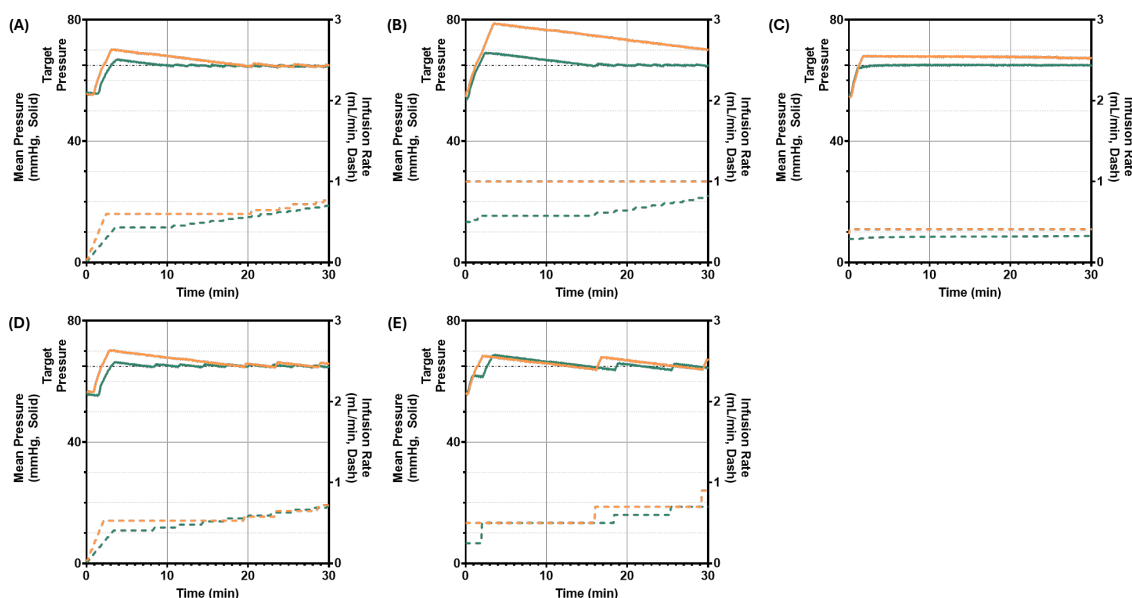 (A)
80
3
Target
Pressure
Mean Pressure
(mmHg, Solid)
40
0
2
1
0
Infusion Rate
(mL/min, Dash)
0
10
20
30
Time (min)
(B)
80
3
Target
Pressure
Mean Pressure
(mmHg, Solid)
40
0
2
1
0
Infusion Rate
(mL/min, Dash)
0
10
20
30
Time (min)
(C)
80
3
Target
Pressure
Mean Pressure
(mmHg, Solid)
40
0
2
1
0
Infusion Rate
(mL/min, Dash)
0
10
20
30
Time (min)
(D)
80
3
Target
Pressure
Mean Pressure
(mmHg, Solid)
40
0
2
1
0
Infusion Rate
(mL/min, Dash)
0
10
20
30
Time (min)
(E)
80
3
Target
Pressure
Mean Pressure
(mmHg, Solid)
40
0
2
1
0
Infusion Rate
(mL/min, Dash)
0
10
20
30
Time (min)